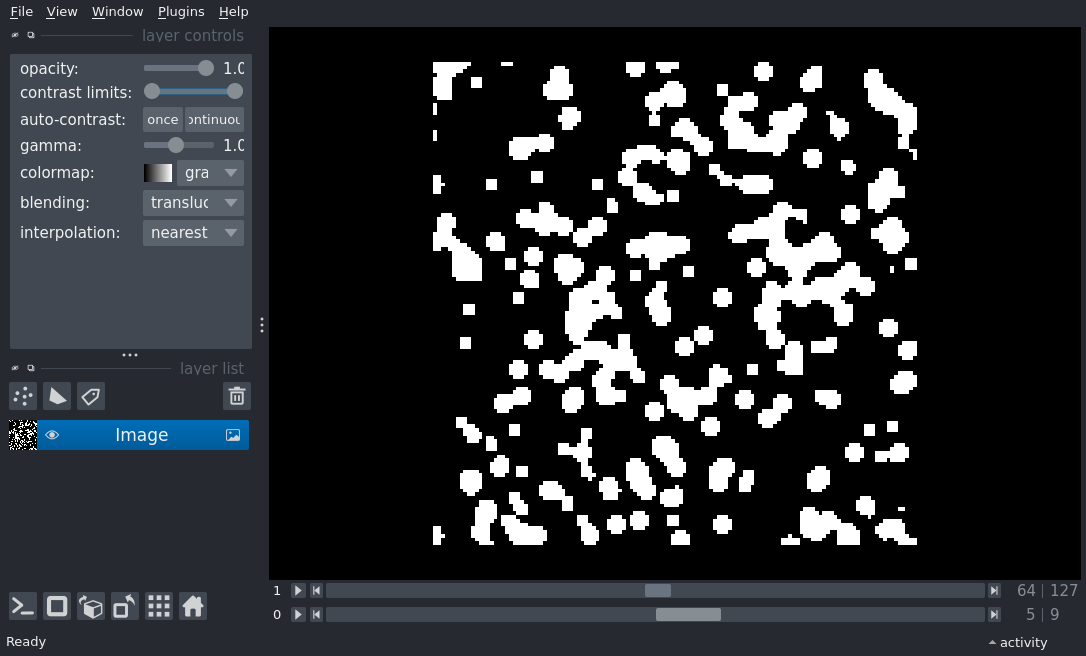 File View Window Plugins Help
layer controls
opacity: 1.0
contrast limits:
auto-contrast: once ontinuou
gamma: 1.0
colormap: gra
blending: transluc
interpolation: nearest
layer list
Image
1 64 127
0 5 9
Ready activity